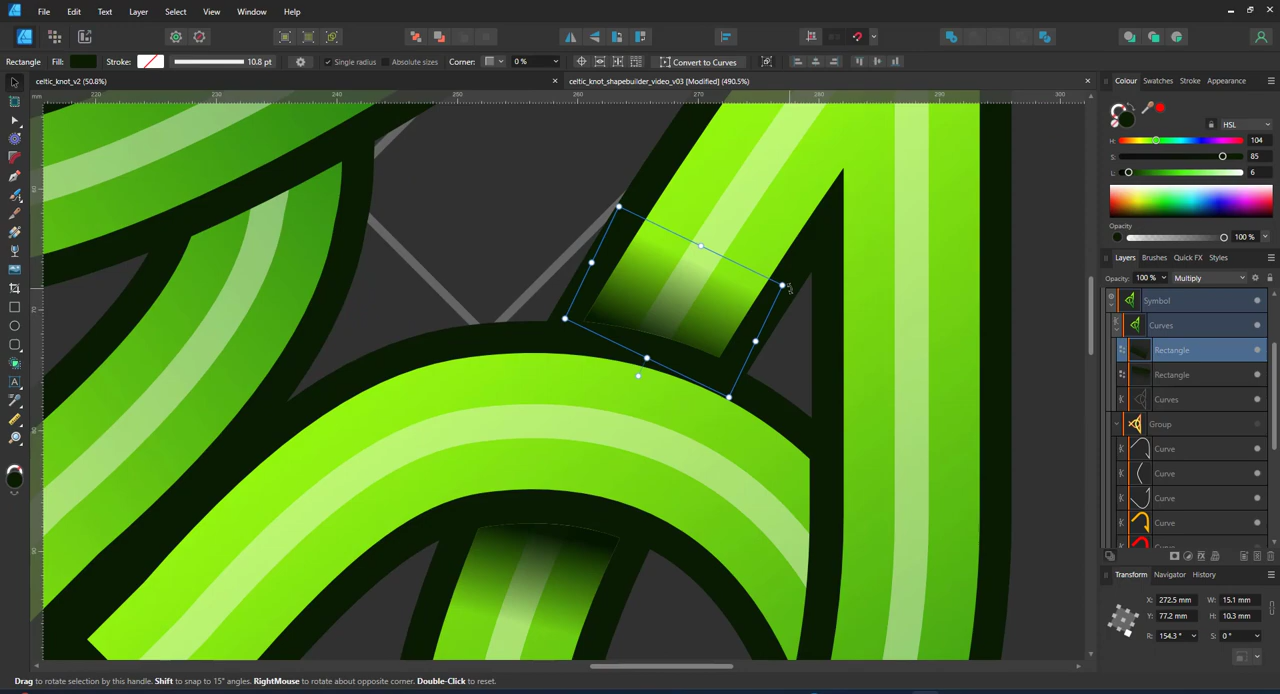 File Edit Text Layer Select View Window Help
Rectangle Fill: Stroke: 10.8 pt Single radius Absolute sizes Corner: 0 % Convert to Curves
celtic_knot_v2 (50.8%) celtic_knot_shapebuilder_video_v03 [Modified] (490.5%)
mm 220 230 240 250 260 270 280 290 300
Colour Swatches Stroke Appearance
HSL
H: 104
S: 85
L: 6
Opacity
100 %
Layers Brushes Quick FX Styles
Opacity: 100 % Multiply
Symbol
Curves
Rectangle
Rectangle
Curves
Group
Curve
Curve
Curve
Curve
Transform Navigator History
X: 272.5 mm W: 15.1 mm
Y: 77.2 mm H: 10.3 mm
R: 154.3 ° S: 0 °
Drag to rotate selection by this handle. Shift to snap to 15° angles. RightMouse to rotate about opposite corner. Double-Click to reset.